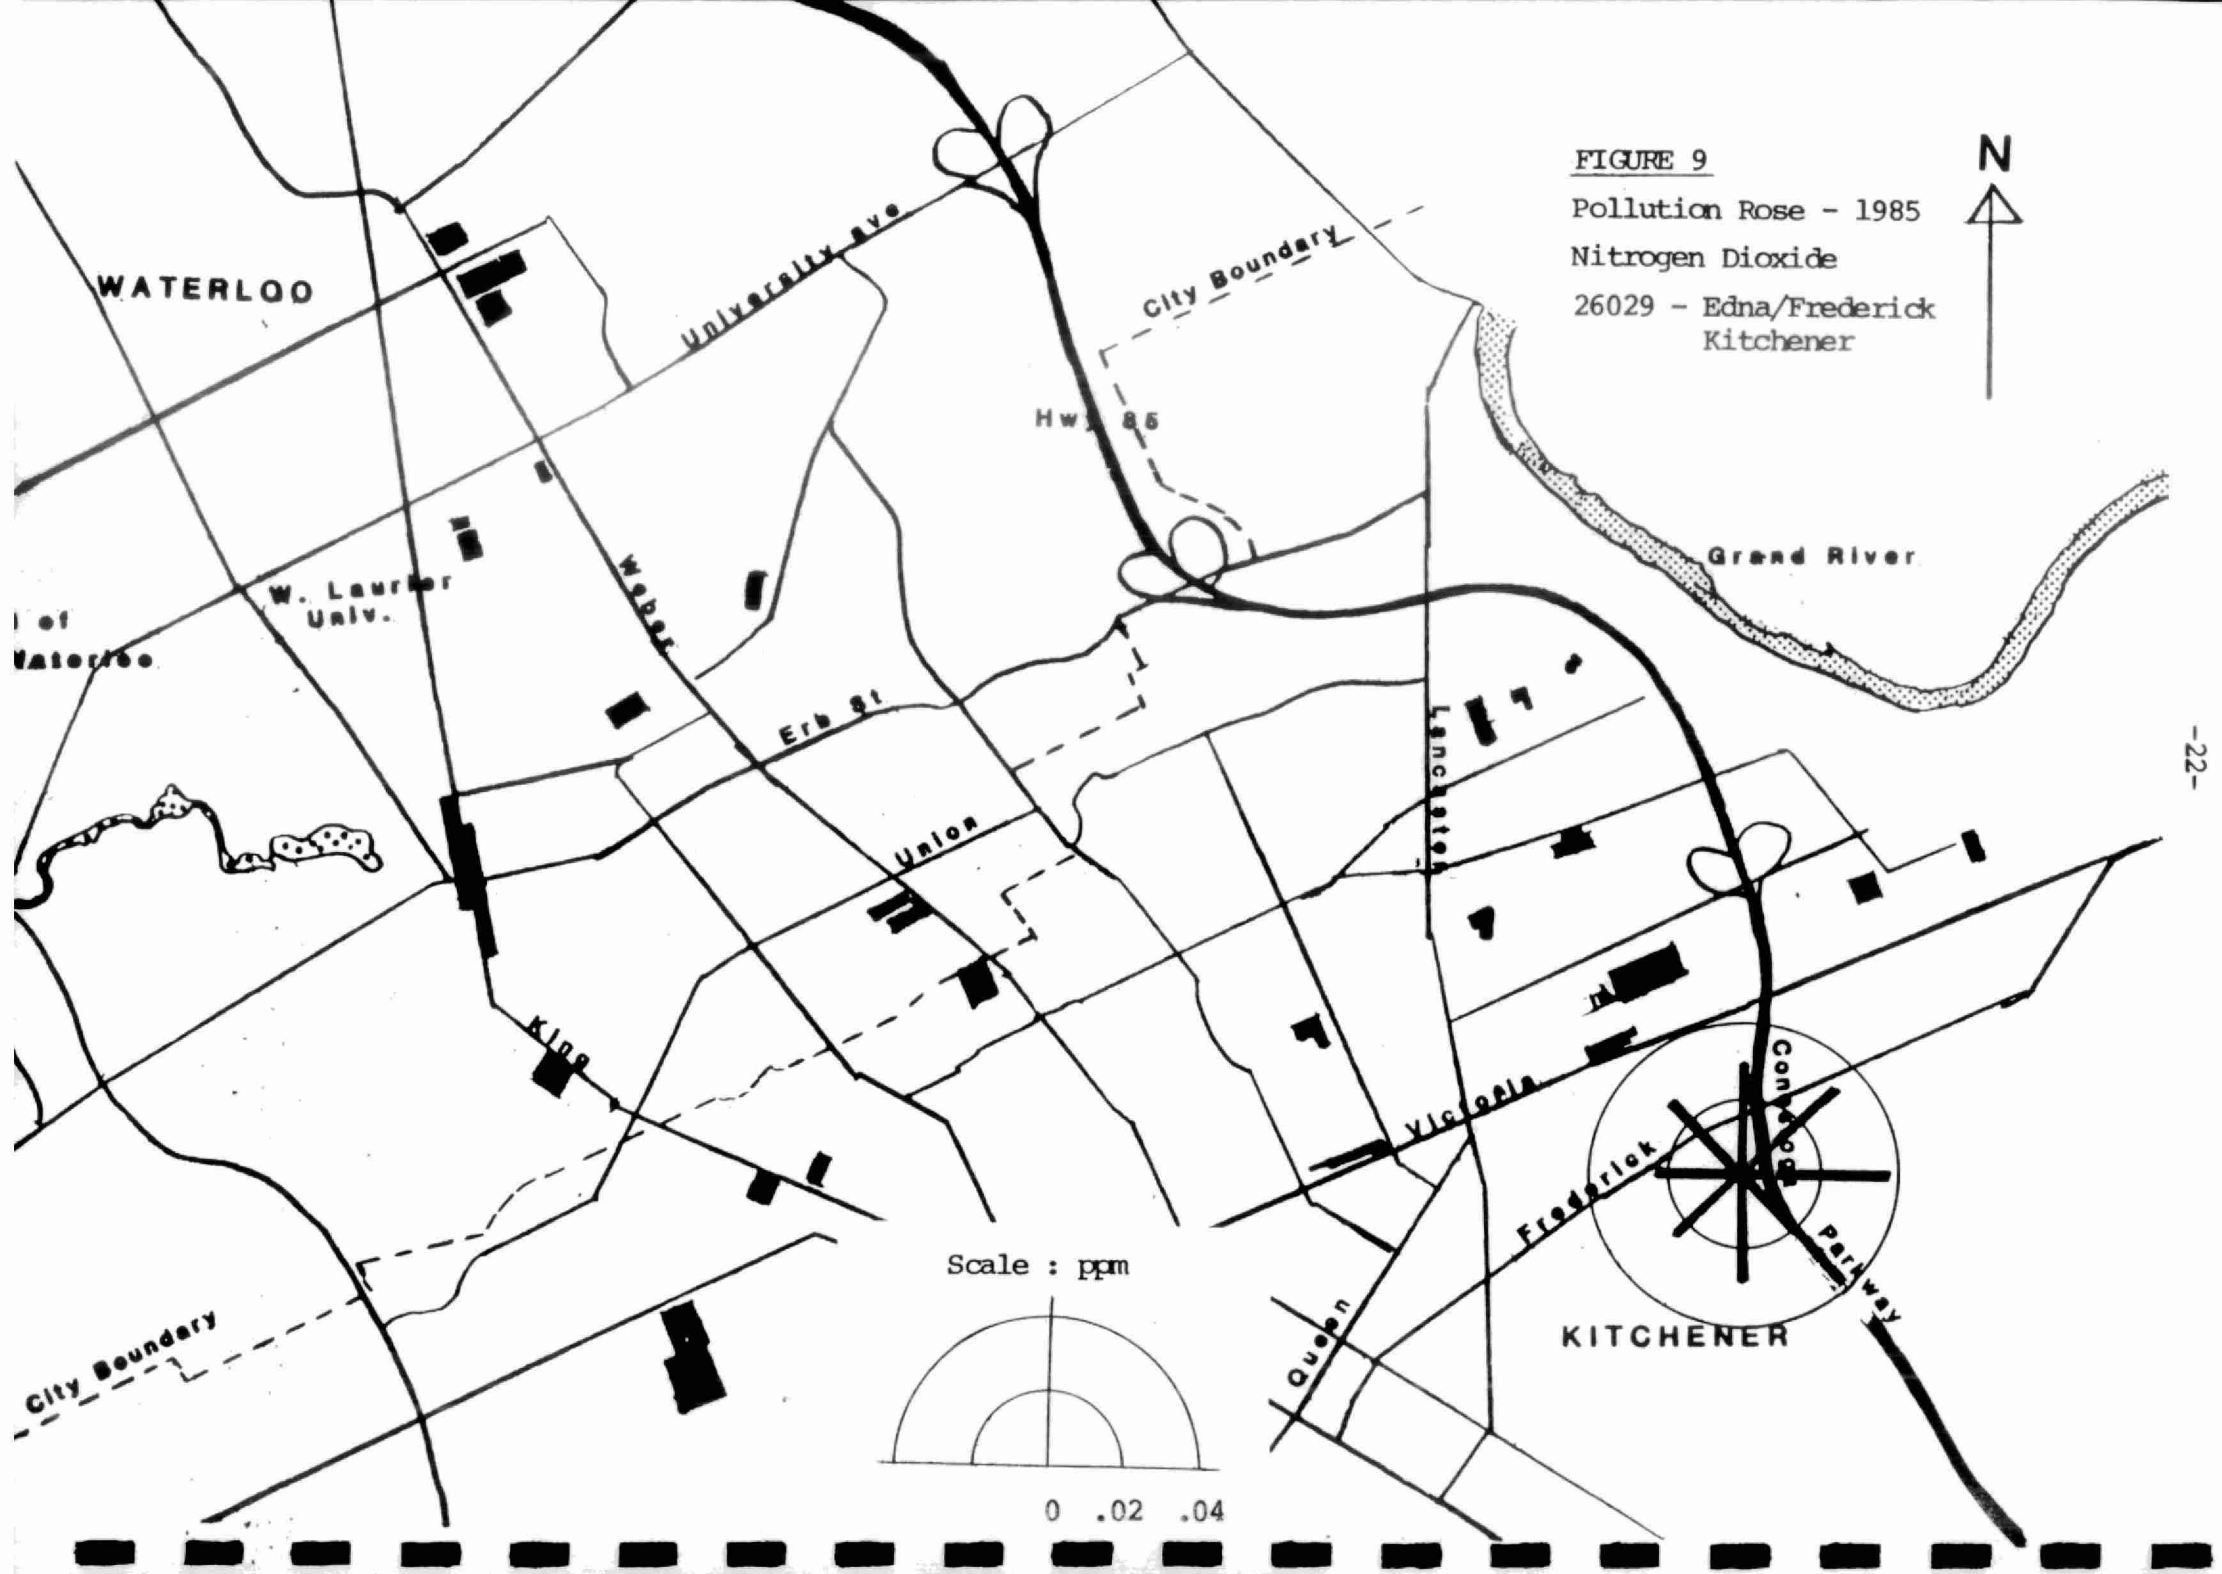 FIGURE 9
N
Pollution Rose - 1985
Nitrogen Dioxide
26029 - Edna/Frederick
Kitchener
WATERLOO
University ave.
City Boundary
Hwy 85
Grand River
W. Laurier
Univ.
of
Waterloo
Weber
Erb St
Lancaster
-22-
Union
King
Victoria
Conestoga
Frederick
Parkway
Scale : ppm
Queen
KITCHENER
City Boundary
0 .02 .04